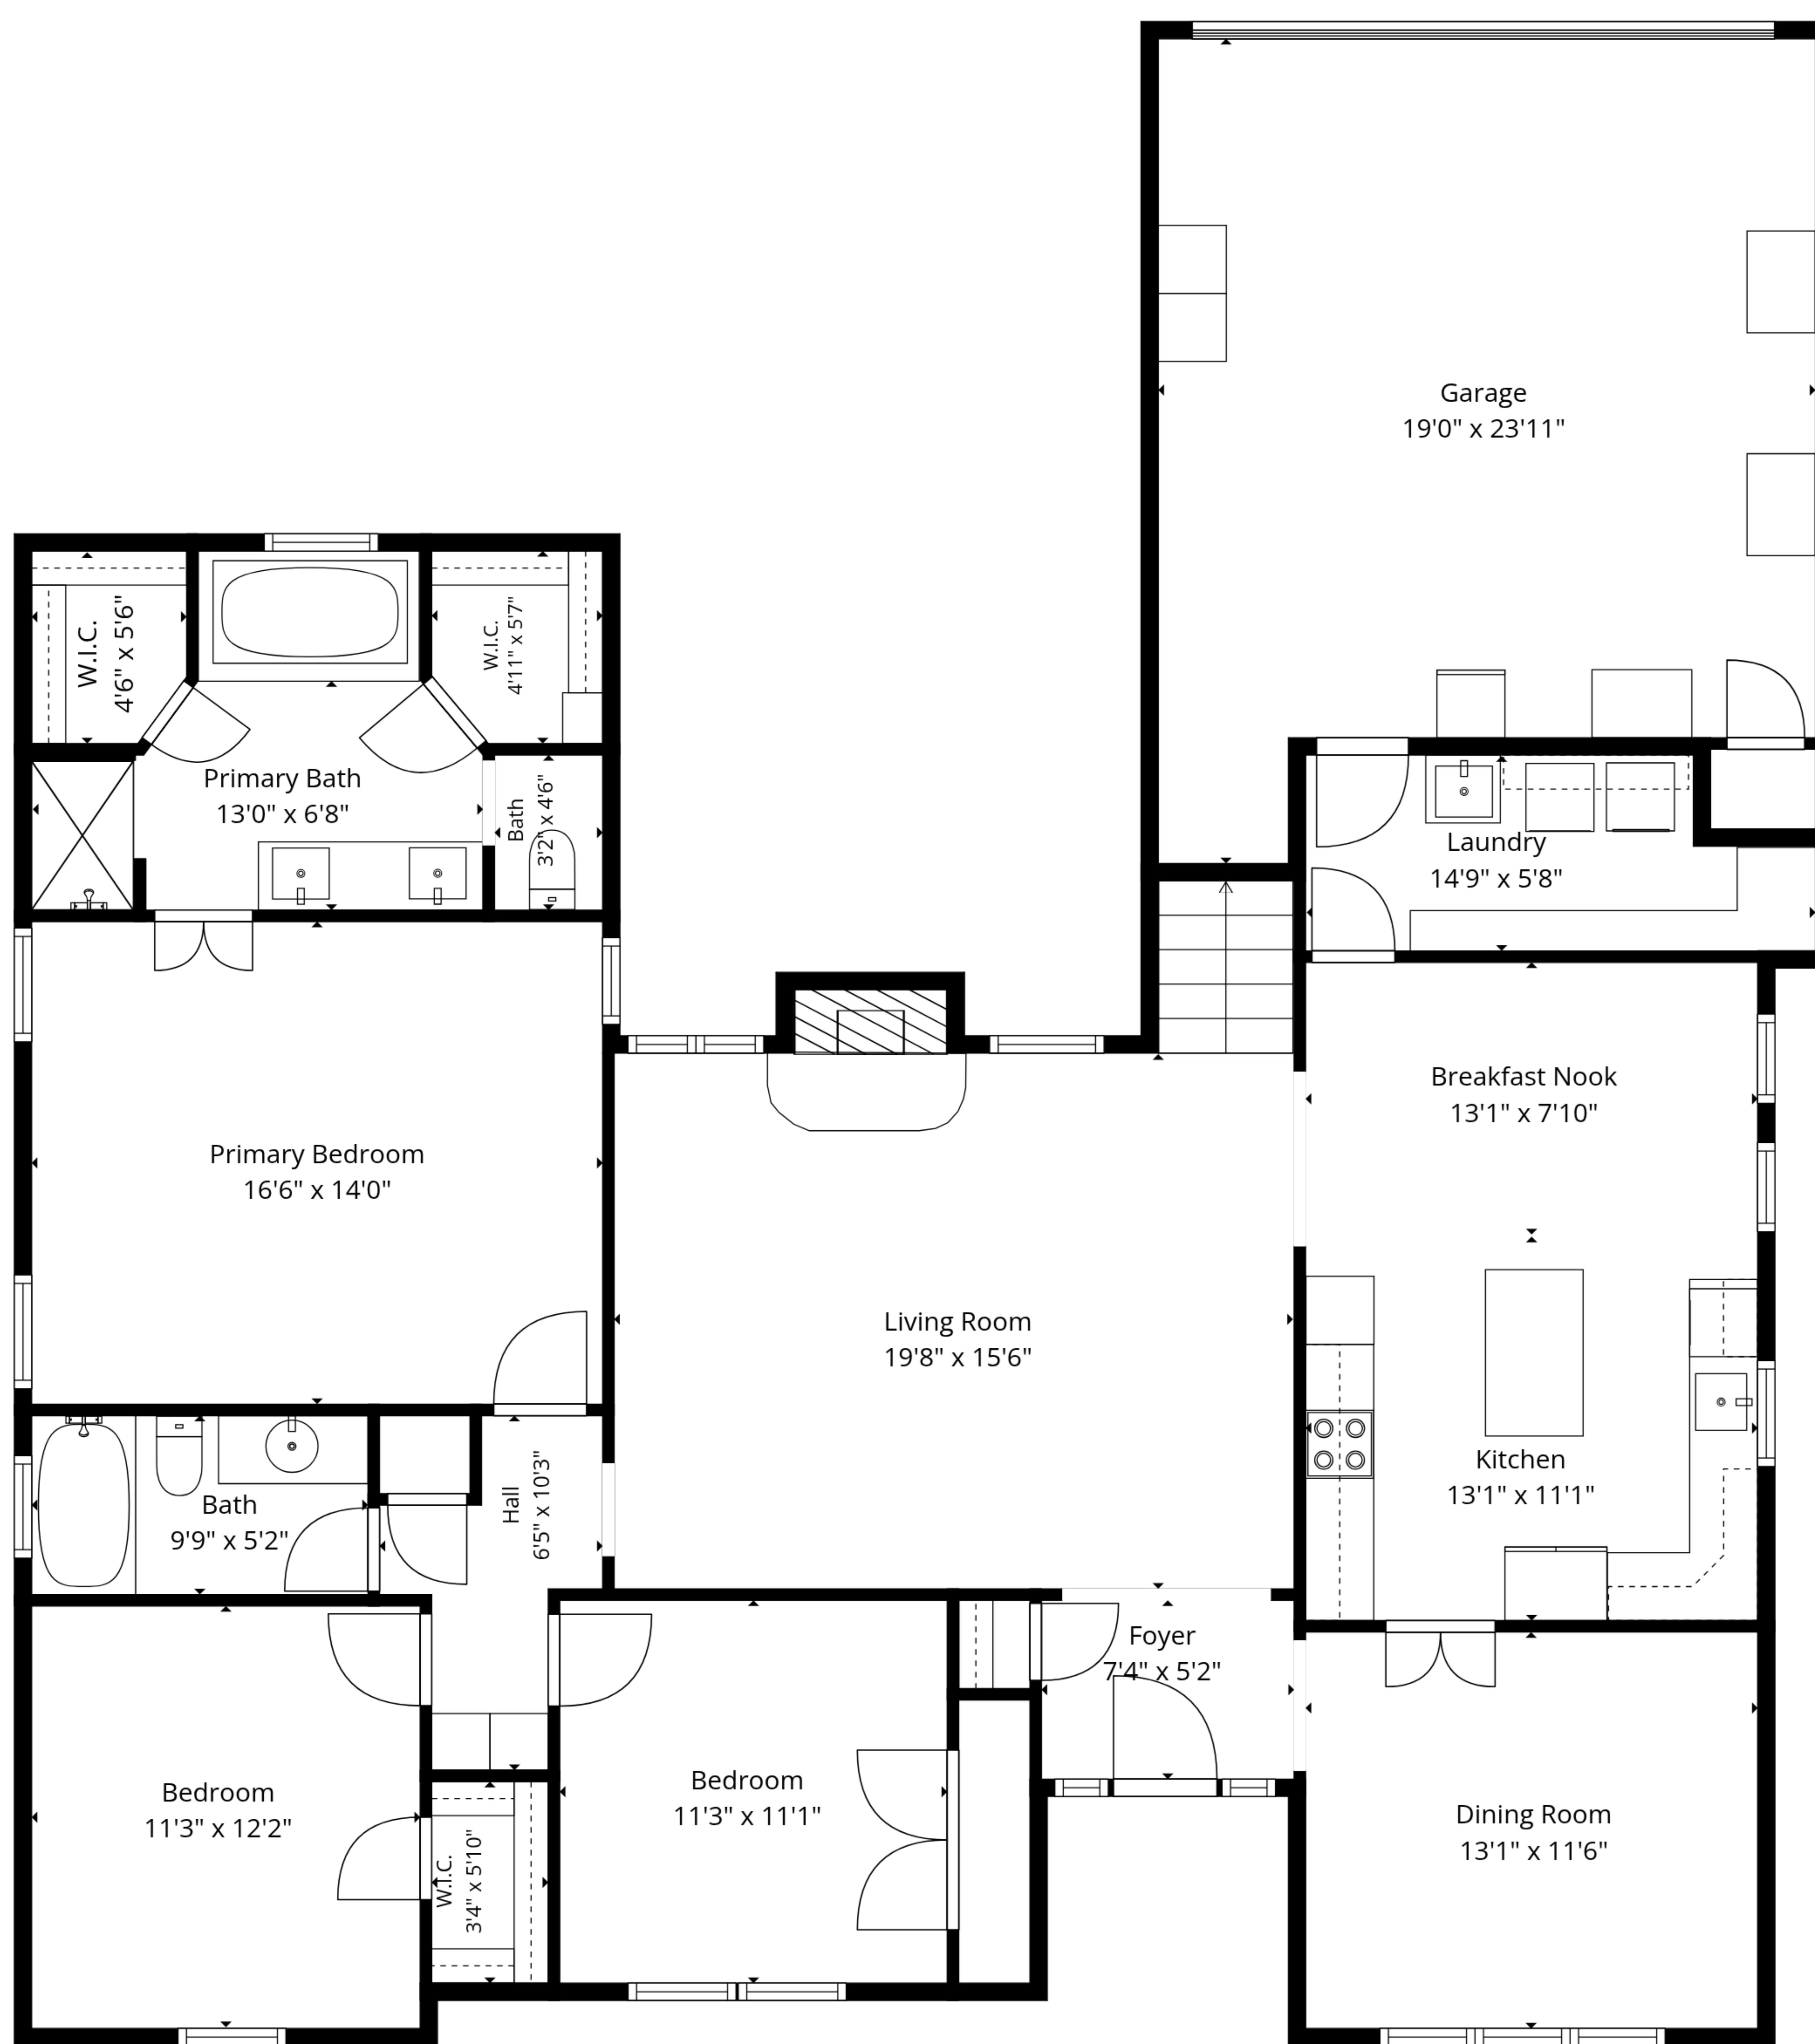 Garage
19'0" x 23'11"
W.I.C.
4'6" x 5'6"
W.I.C.
4'11" x 5'7"
Primary Bath
13'0" x 6'8"
Bath
3'2" x 4'6"
Laundry
14'9" x 5'8"
Breakfast Nook
13'1" x 7'10"
Primary Bedroom
16'6" x 14'0"
Living Room
19'8" x 15'6"
Kitchen
13'1" x 11'1"
Bath
9'9" x 5'2"
Hall
6'5" x 10'3"
Foyer
7'4" x 5'2"
Bedroom
11'3" x 12'2"
W.I.C.
3'4" x 5'10"
Bedroom
11'3" x 11'1"
Dining Room
13'1" x 11'6"